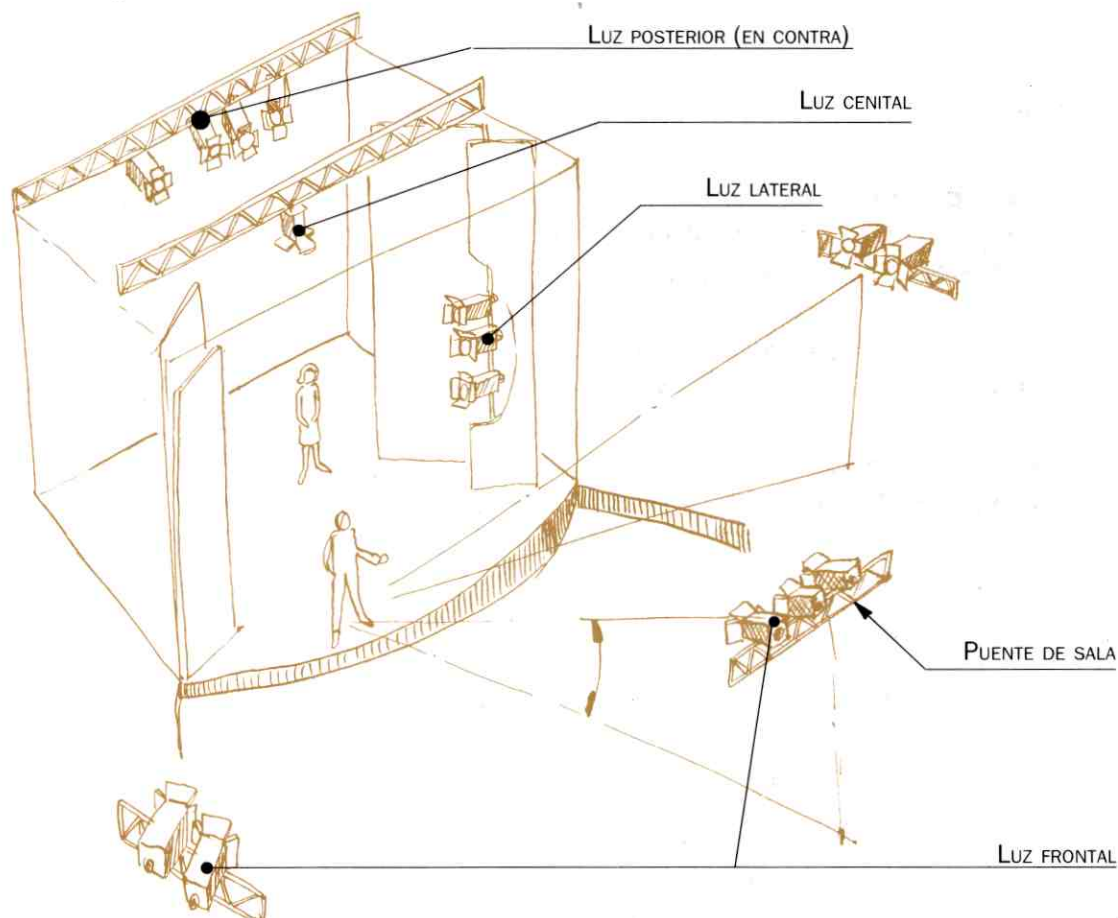 Luz posterior (en contra)
Luz cenital
Luz lateral
Puente de sala
Luz frontal